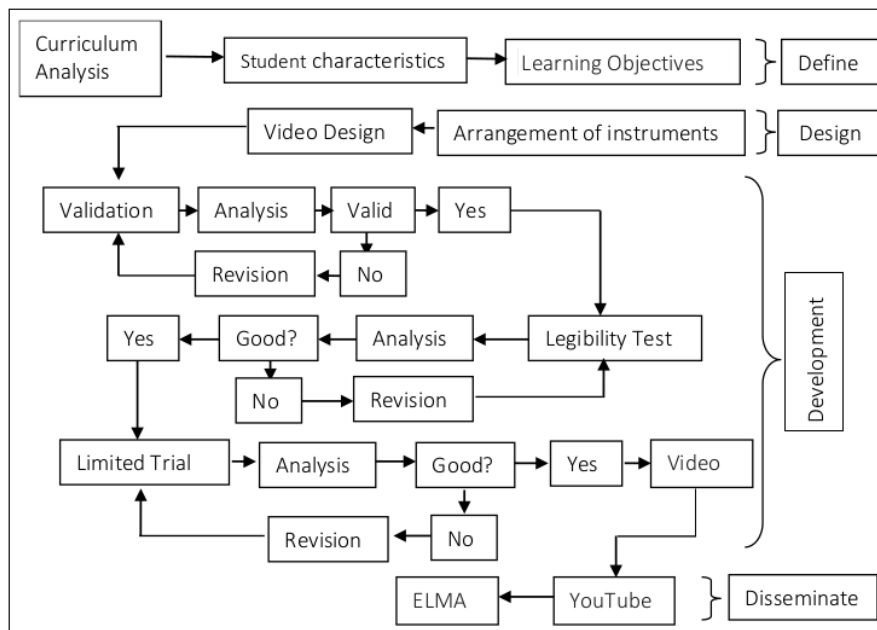 Curriculum
Analysis
Student characteristics
Learning Objectives
Define
Video Design
Arrangement of instruments
Design
Validation
Analysis
Valid
Yes
Revision
No
Yes
Good?
Analysis
Legibility Test
No
Revision
Development
Limited Trial
Analysis
Good?
Yes
Video
Revision
No
ELMA
YouTube
Disseminate